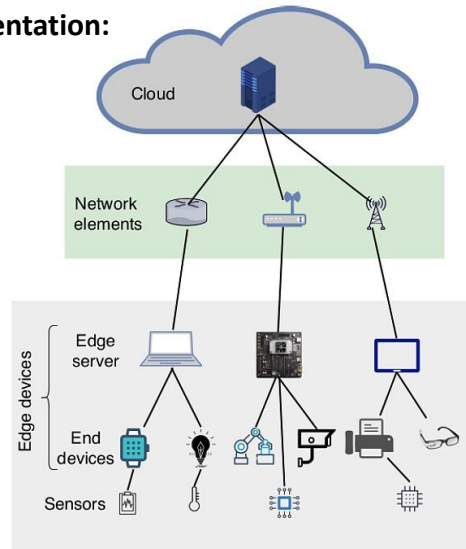 entation:
Cloud
Network
elements
Edge devices
Edge
server
End
devices
Sensors